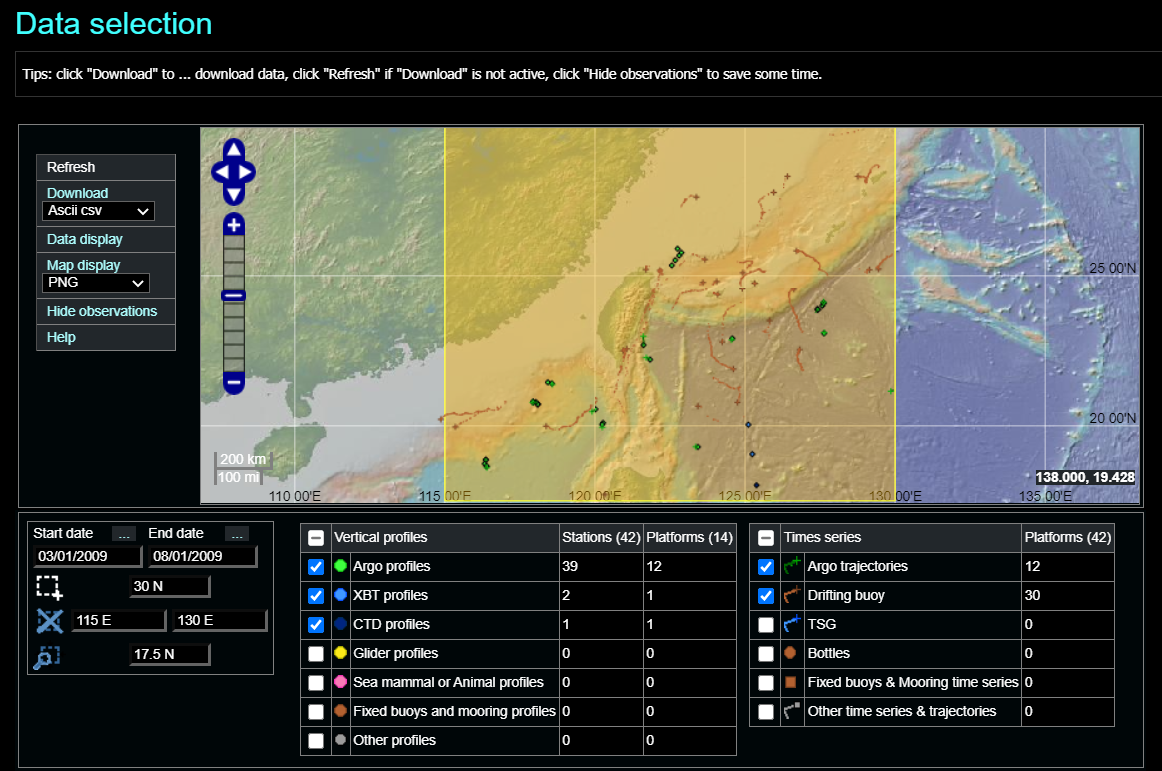 Data selection
Tips: click "Download" to ... download data, click "Refresh" if "Download" is not active, click "Hide observations" to save some time.
Refresh
Download
Ascii csv
Data display
Map display
PNG
Hide observations
Help
25 00'N
20 00'N
200 km
100 mi
138.000, 19.428
110 00'E 115 00'E 120 00'E 125 00'E 130 00'E 135 00'E
Start date ... End date ...
03/01/2009 08/01/2009
30 N
115 E 130 E
17.5 N
Vertical profiles Stations (42) Platforms (14)
Argo profiles 39 12
XBT profiles 2 1
CTD profiles 1 1
Glider profiles 0 0
Sea mammal or Animal profiles 0 0
Fixed buoys and mooring profiles 0 0
Other profiles 0 0
Times series Platforms (42)
Argo trajectories 12
Drifting buoy 30
TSG 0
Bottles 0
Fixed buoys & Mooring time series 0
Other time series & trajectories 0